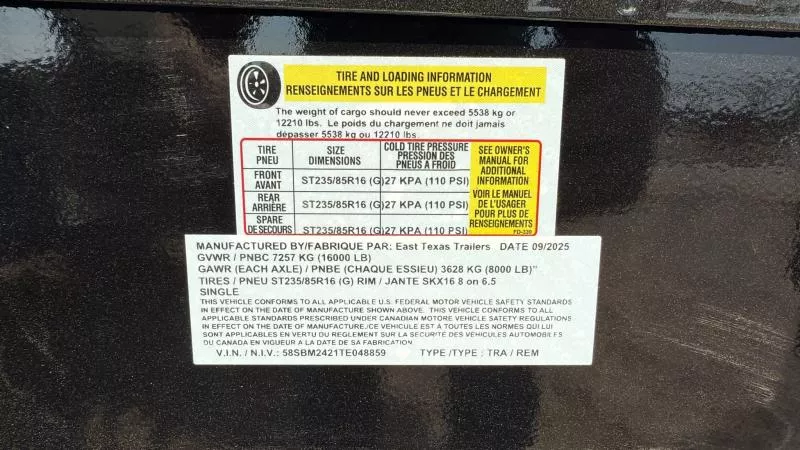 TIRE AND LOADING INFORMATION
RENSEIGNEMENTS SUR LES PNEUS ET LE CHARGEMENT
The weight of cargo should never exceed 5538 kg or
12210 lbs. Le poids du chargement ne doit jamais
depasser 5538 kg ou 12210 lbs.
TIRE PNEU SIZE DIMENSIONS COLD TIRE PRESSURE PRESSION DES PNEUS A FROID
FRONT AVANT ST235/85R16 (G) 27 KPA (110 PSI)
REAR ARRIÈRE ST235/85R16 (G) 27 KPA (110 PSI)
SPARE DE SECOURS ST235/85R16 (G) 27 KPA (110 PSI)
SEE OWNER'S
MANUAL FOR
ADDITIONAL
INFORMATION
VOIR LE MANUEL
DE L'USAGER
POUR PLUS DE
RENSEIGNEMENTS
FD-339
MANUFACTURED BY/FABRIQUE PAR: East Texas Trailers DATE 09/2025
GVWR / PNBC 7257 KG (16000 LB)
GAWR (EACH AXLE) / PNBE (CHAQUE ESSIEU) 3628 KG (8000 LB)"
TIRES / PNEU ST235/85R16 (G) RIM / JANTE SKX16 8 on 6.5
SINGLE
THIS VEHICLE CONFORMS TO ALL APPLICABLE U.S. FEDERAL MOTOR VEHICLE SAFETY STANDARDS
IN EFFECT ON THE DATE OF MANUFACTURE SHOWN ABOVE. THIS VEHICLE CONFORMS TO ALL
APPLICABLE STANDARDS PRESCRIBED UNDER CANADIAN MOTORE VEHICLE SATETY REGULATIONS
IN EFFECT ON THE DATE OF MANUFACTURE./CE VEHICULE EST A TOUTES LES NORMES QUI LUI
SONT APPLICABLES EN VERTU DU REGLEMENT SUR LA SECURITE DES VEHICULES AUTOMOBILES
DU CANADA EN VIGUEUR A LA DATE DE SA FABRICATION
V.I.N. / N.I.V.: 58SBM2421TE048859 TYPE /TYPE : TRA / REM